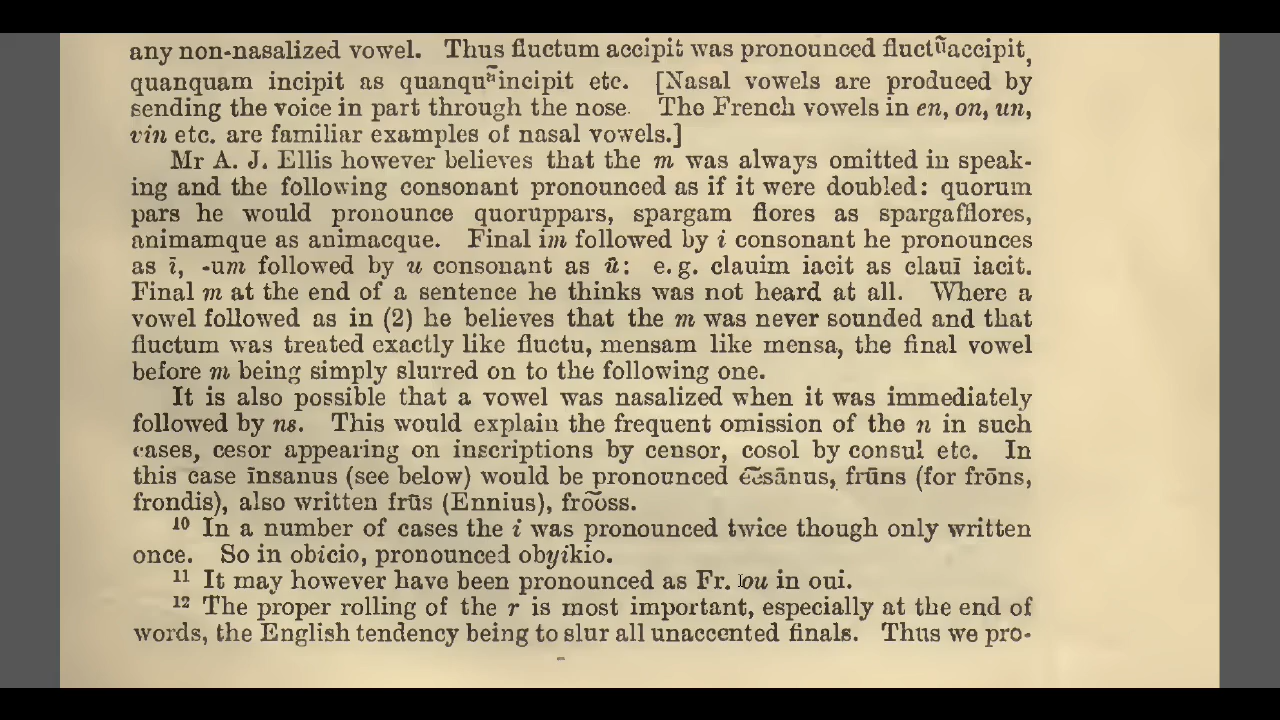 any non-nasalized vowel. Thus fluctum accipit was pronounced fluctũaccipit,
quanquam incipit as quanquãincipit etc. [Nasal vowels are produced by
sending the voice in part through the nose. The French vowels in en, on, un,
vin etc. are familiar examples of nasal vowels.]
Mr A. J. Ellis however believes that the m was always omitted in speak-
ing and the following consonant pronounced as if it were doubled: quorum
pars he would pronounce quoruppars, spargam flores as spargafflores,
animamque as animacque. Final im followed by i consonant he pronounces
as ī, -um followed by u consonant as ū: e.g. clauim iacit as clauī iacit.
Final m at the end of a sentence he thinks was not heard at all. Where a
vowel followed as in (2) he believes that the m was never sounded and that
fluctum was treated exactly like fluctu, mensam like mensa, the final vowel
before m being simply slurred on to the following one.
It is also possible that a vowel was nasalized when it was immediately
followed by ns. This would explain the frequent omission of the n in such
cases, cesor appearing on inscriptions by censor, cosol by consul etc. In
this case īnsanus (see below) would be pronounced sānus, frūns (for frōns,
frondis), also written frūs (Ennius), froõss.
10 In a number of cases the i was pronounced twice though only written
once. So in obicio, pronounced obyikio.
11 It may however have been pronounced as Fr. ou in oui.
12 The proper rolling of the r is most important, especially at the end of
words, the English tendency being to slur all unaccented finals. Thus we pro-